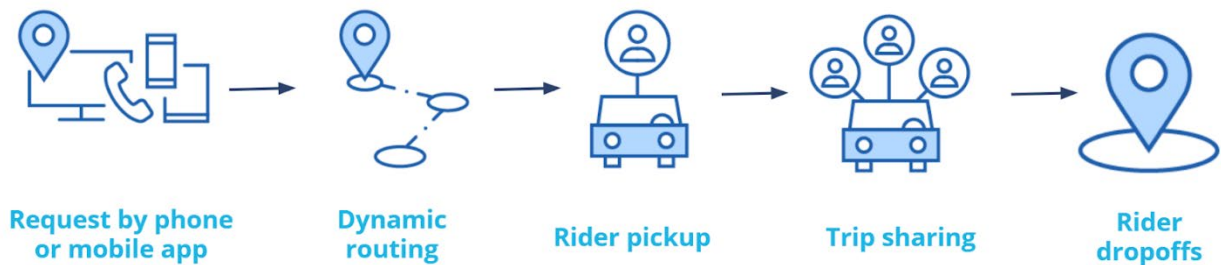 Request by phone
or mobile app
Dynamic
routing
Rider pickup
Trip sharing
Rider
dropoffs